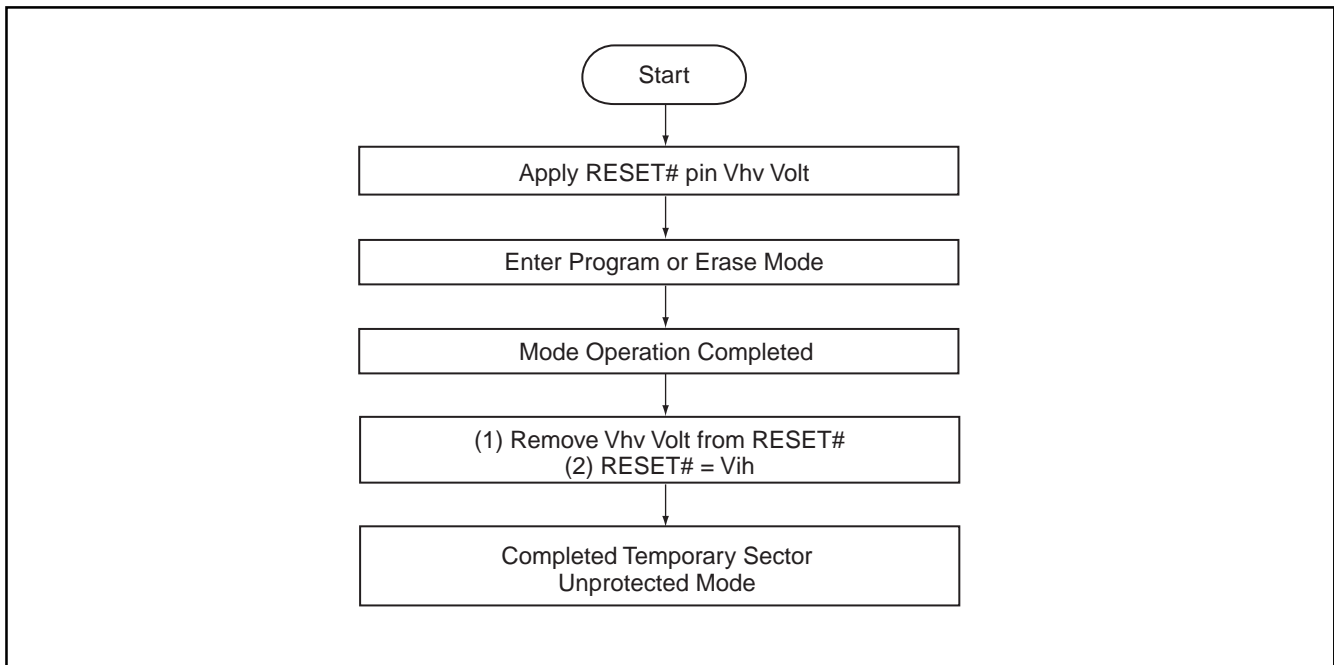 Start
Apply RESET# pin Vhv Volt
Enter Program or Erase Mode
Mode Operation Completed
(1) Remove Vhv Volt from RESET#
(2) RESET# = Vih
Completed Temporary Sector
Unprotected Mode